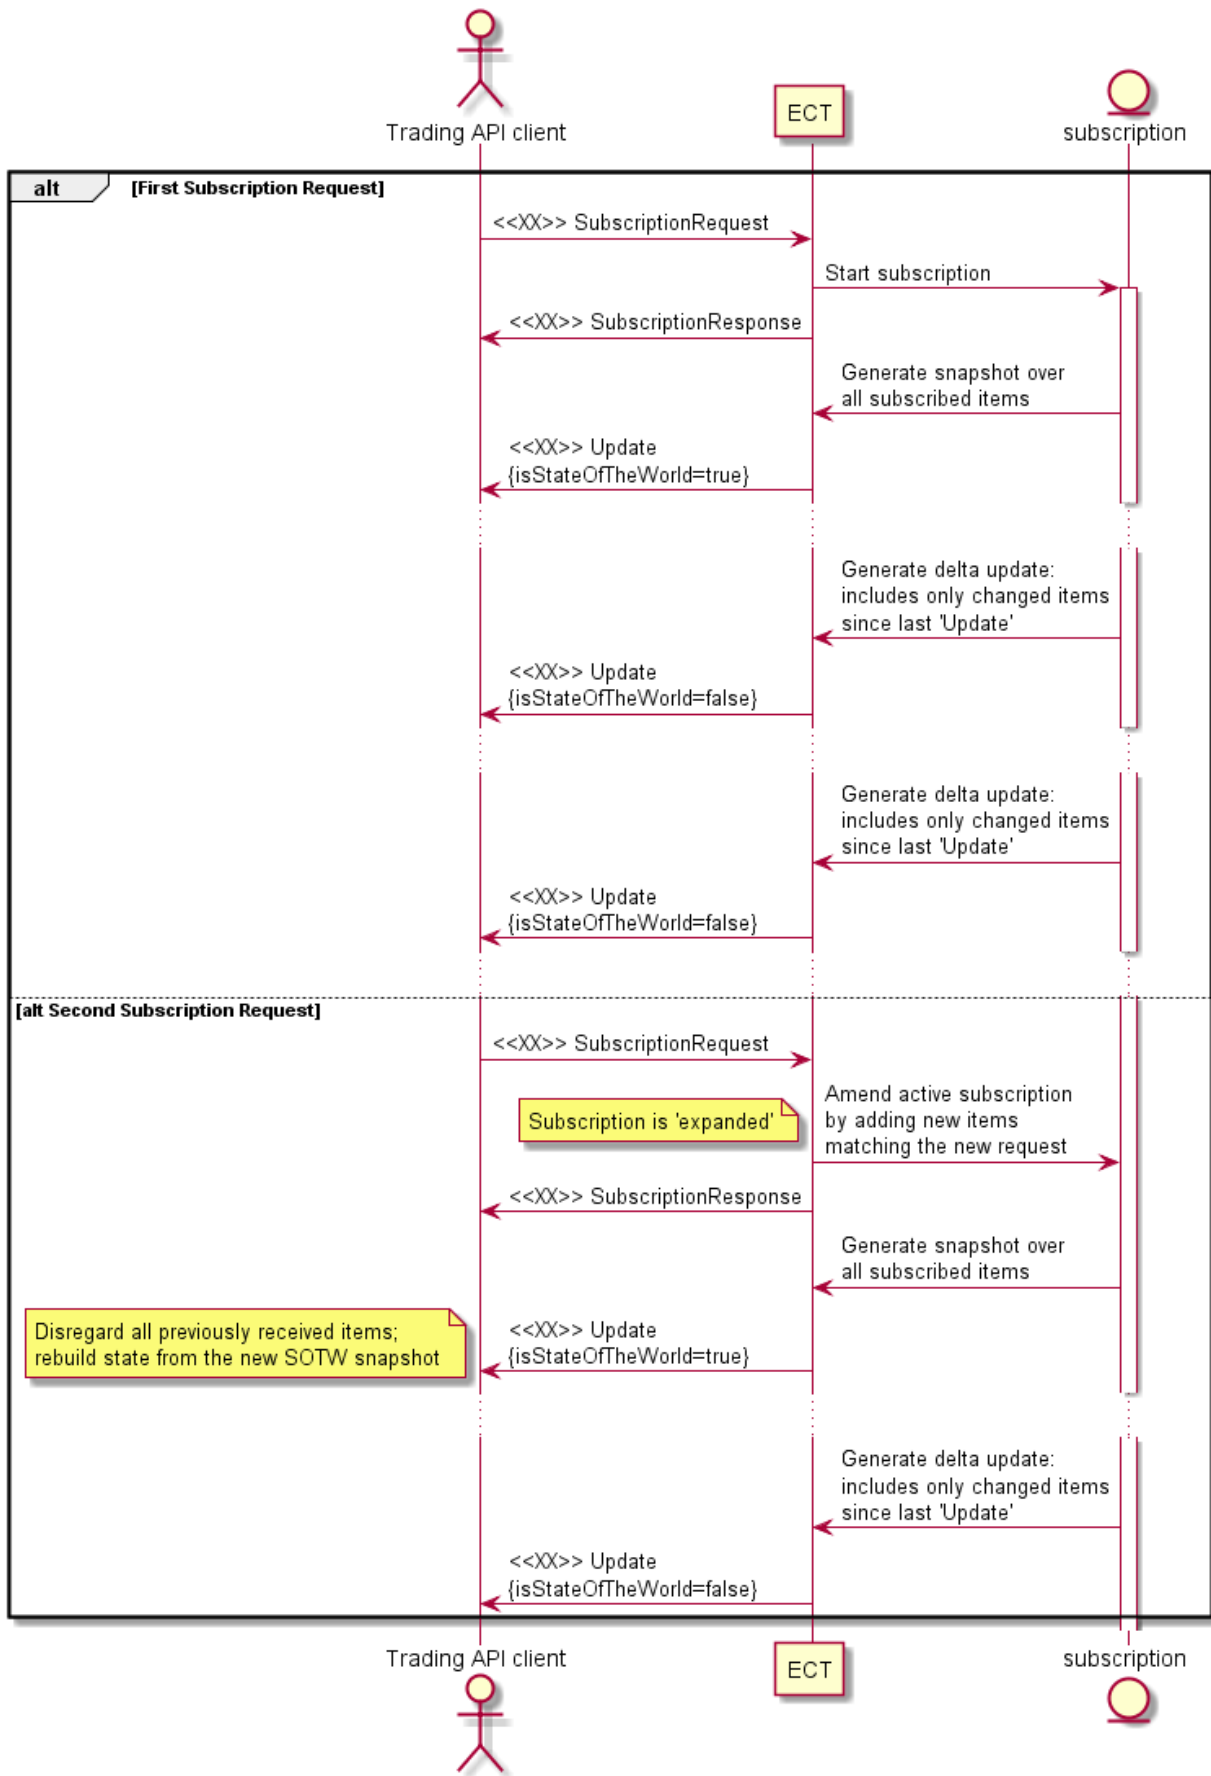 Trading API client
ECT
subscription
alt
[First Subscription Request]
<<XX>> SubscriptionRequest
Start subscription
<<XX>> SubscriptionResponse
Generate snapshot over
all subscribed items
<<XX>> Update
{isStateOfTheWorld=true}
Generate delta update:
includes only changed items
since last 'Update'
<<XX>> Update
{isStateOfTheWorld=false}
Generate delta update:
includes only changed items
since last 'Update'
<<XX>> Update
{isStateOfTheWorld=false}
[alt Second Subscription Request]
<<XX>> SubscriptionRequest
Subscription is 'expanded'
Amend active subscription
by adding new items
matching the new request
<<XX>> SubscriptionResponse
Generate snapshot over
all subscribed items
Disregard all previously received items;
rebuild state from the new SOTW snapshot
<<XX>> Update
{isStateOfTheWorld=true}
Generate delta update:
includes only changed items
since last 'Update'
<<XX>> Update
{isStateOfTheWorld=false}
Trading API client
ECT
subscription